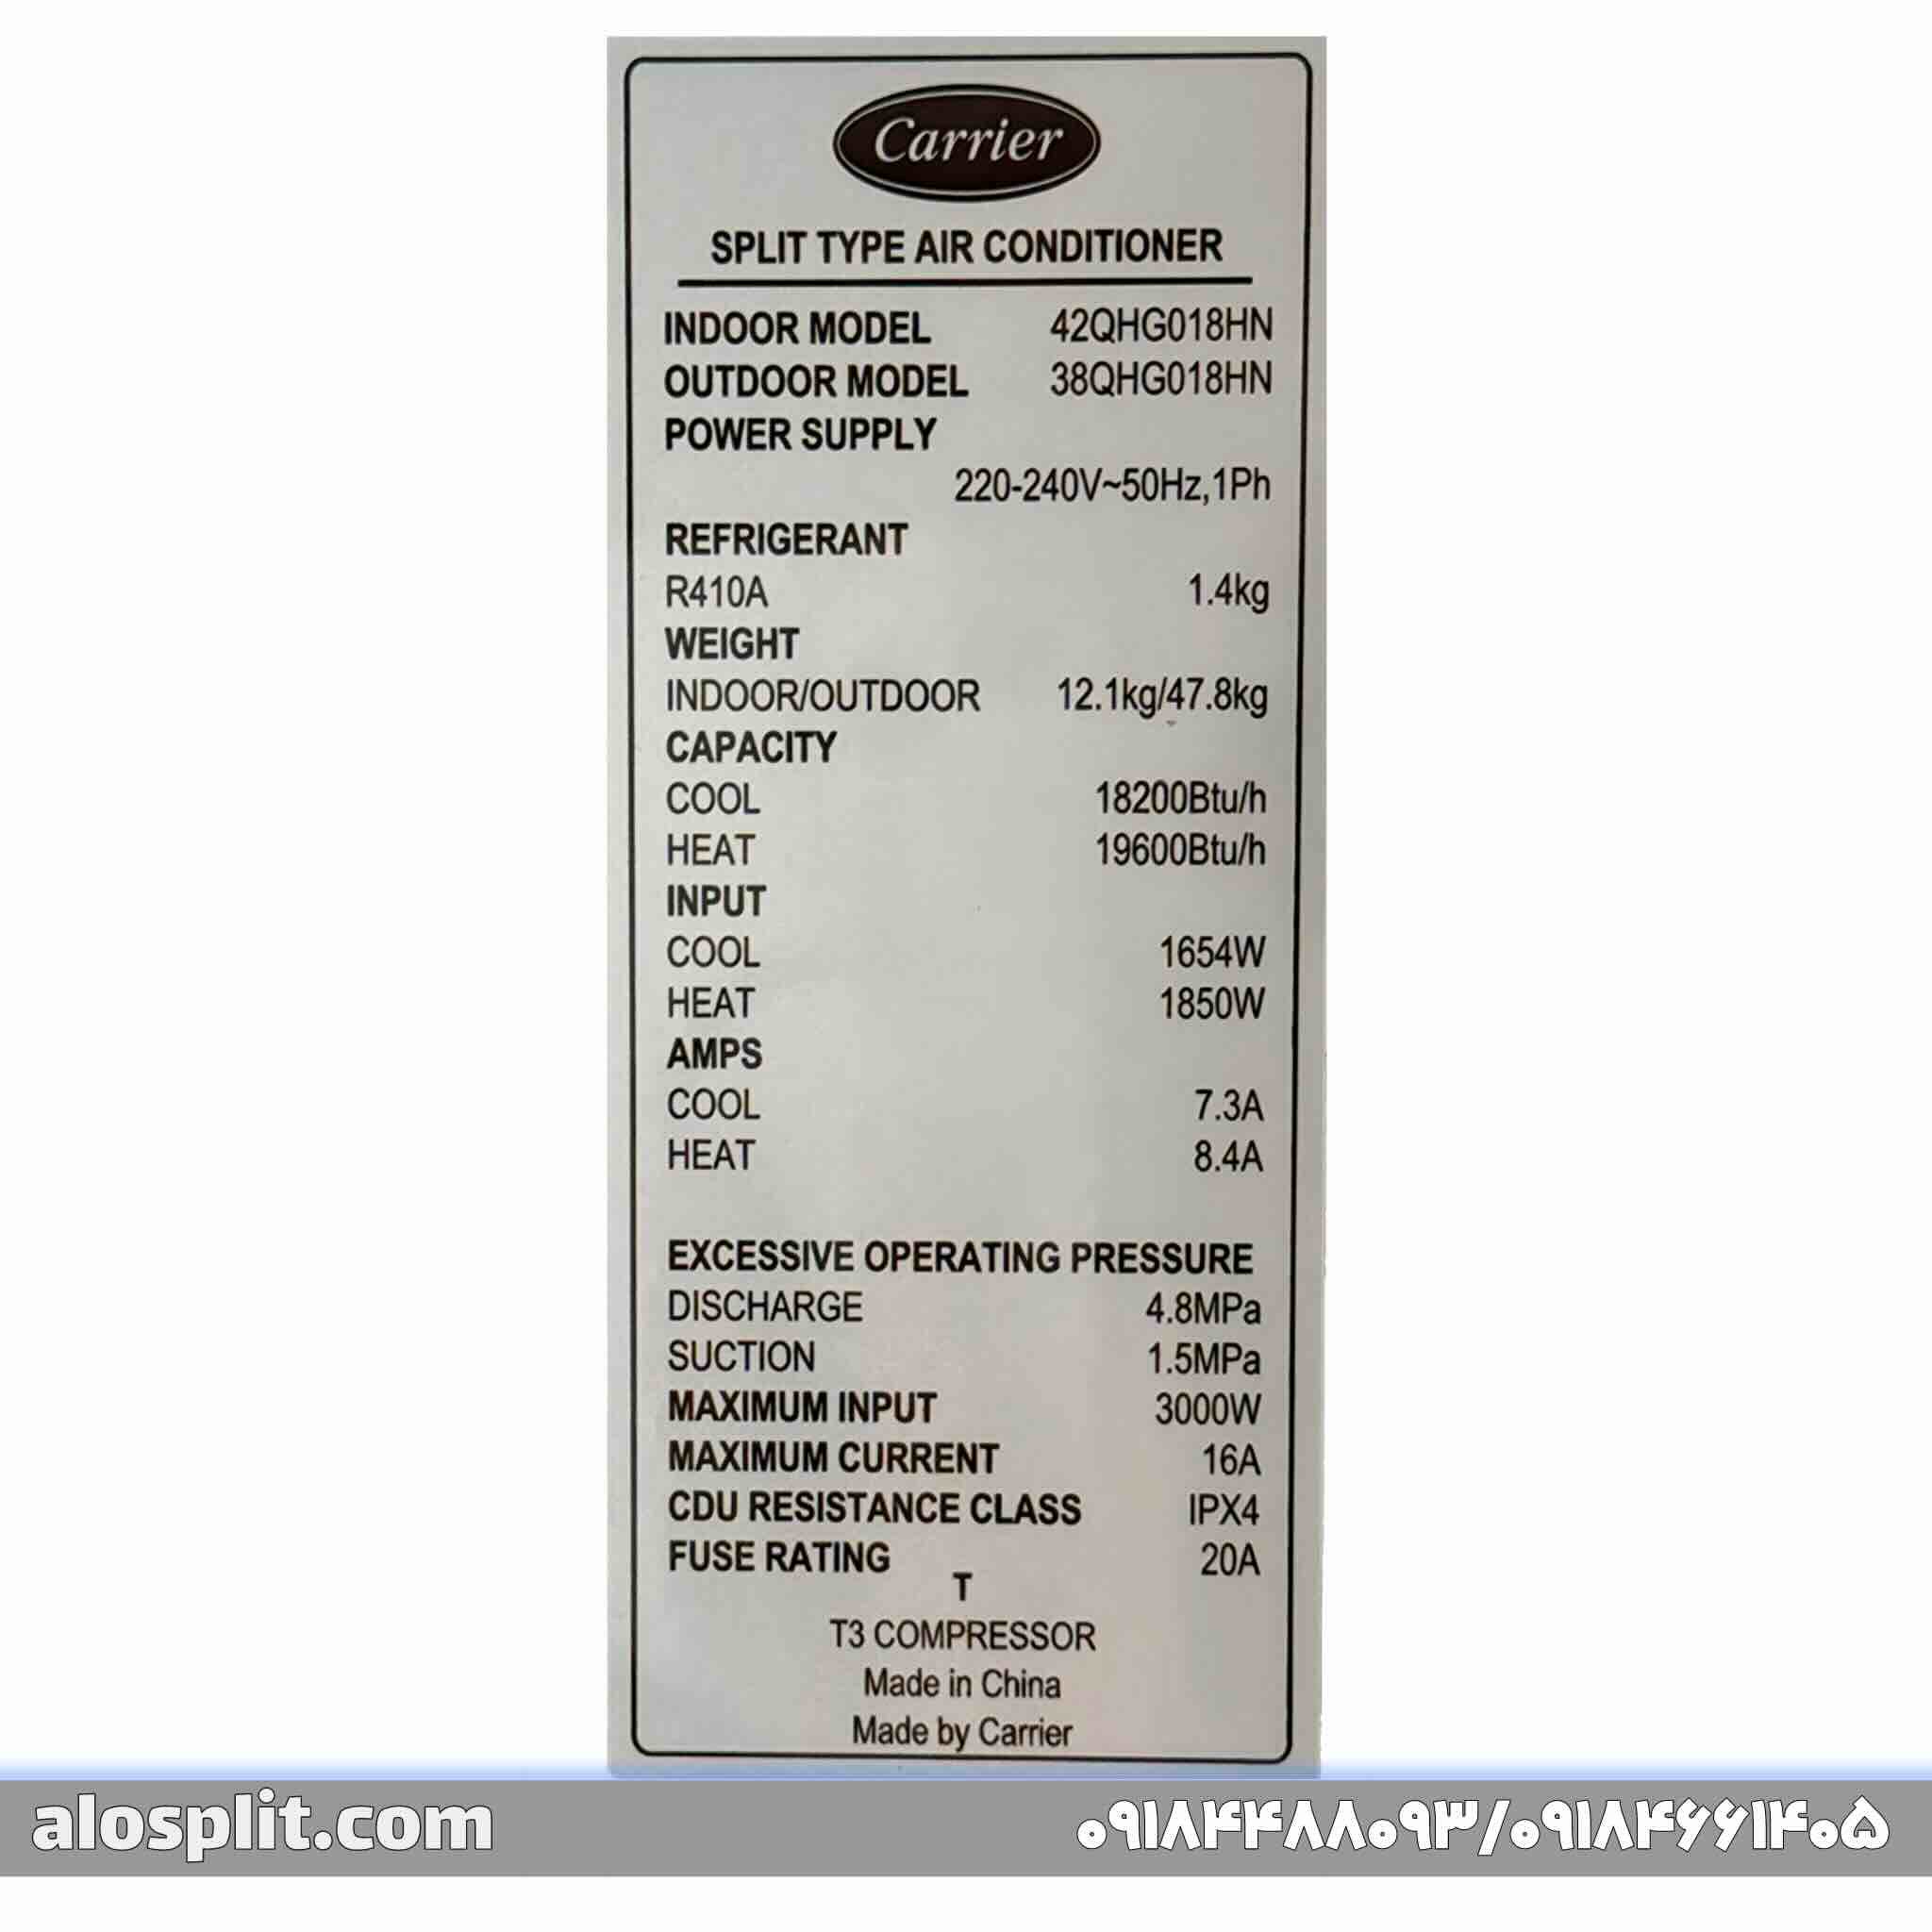 Carrier
SPLIT TYPE AIR CONDITIONER
INDOOR MODEL 42QHG018HN
OUTDOOR MODEL 38QHG018HN
POWER SUPPLY
220-240V~50Hz,1Ph
REFRIGERANT
R410A 1.4kg
WEIGHT
INDOOR/OUTDOOR 12.1kg/47.8kg
CAPACITY
COOL 18200Btu/h
HEAT 19600Btu/h
INPUT
COOL 1654W
HEAT 1850W
AMPS
COOL 7.3A
HEAT 8.4A
EXCESSIVE OPERATING PRESSURE
DISCHARGE 4.8MPa
SUCTION 1.5MPa
MAXIMUM INPUT 3000W
MAXIMUM CURRENT 16A
CDU RESISTANCE CLASS IPX4
FUSE RATING 20A
T
T3 COMPRESSOR
Made in China
Made by Carrier
alosplit.com ۰۹۱۸۴۴۸۸۰۹۳/۰۹۱۸۴۶۶۱۴۰۵